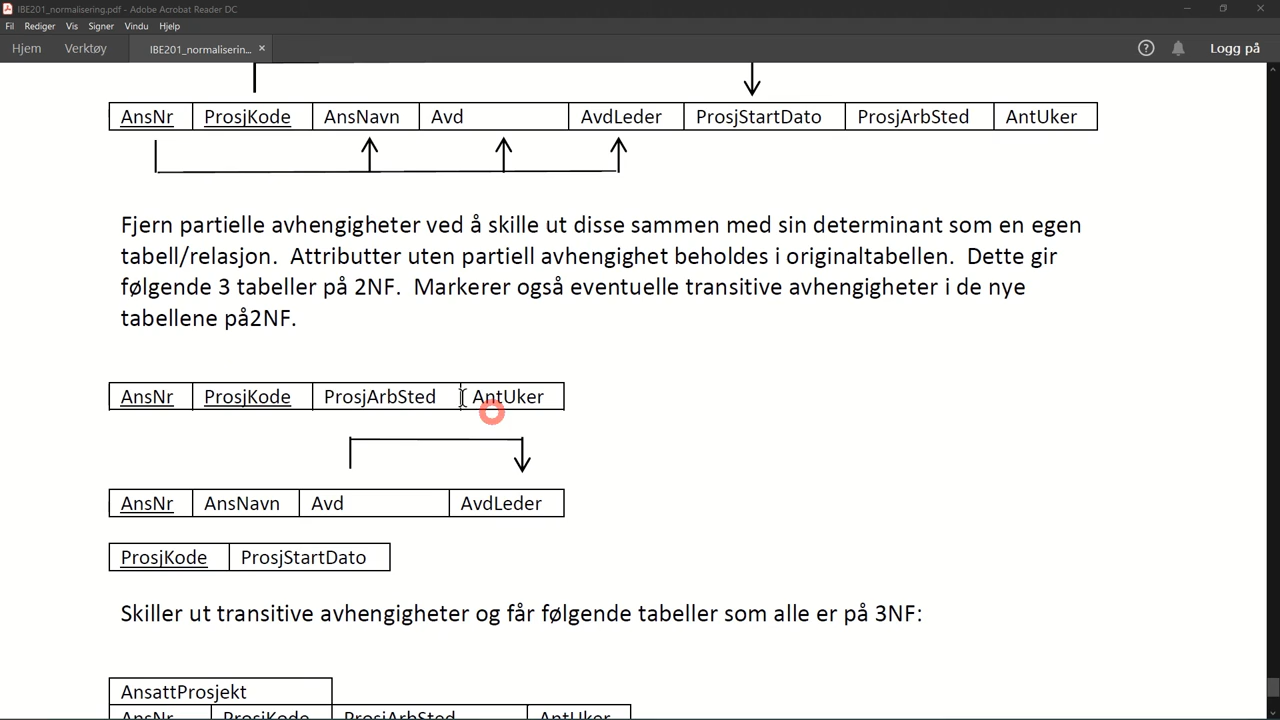 IBE201_normalisering.pdf - Adobe Acrobat Reader DC
Fil Rediger Vis Signer Vindu Hjelp
Hjem Verktøy IBE201_normaliserin... × ? Logg på
AnsNr ProsjKode AnsNavn Avd AvdLeder ProsjStartDato ProsjArbSted AntUker
Fjern partielle avhengigheter ved å skille ut disse sammen med sin determinant som en egen
tabell/relasjon. Attributter uten partiell avhengighet beholdes i originaltabellen. Dette gir
følgende 3 tabeller på 2NF. Markerer også eventuelle transitive avhengigheter i de nye
tabellene på2NF.
AnsNr ProsjKode ProsjArbSted AntUker
AnsNr AnsNavn Avd AvdLeder
ProsjKode ProsjStartDato
Skiller ut transitive avhengigheter og får følgende tabeller som alle er på 3NF:
AnsattProsjekt
AnsNr ProsjKode ProsjArbSted AntUker